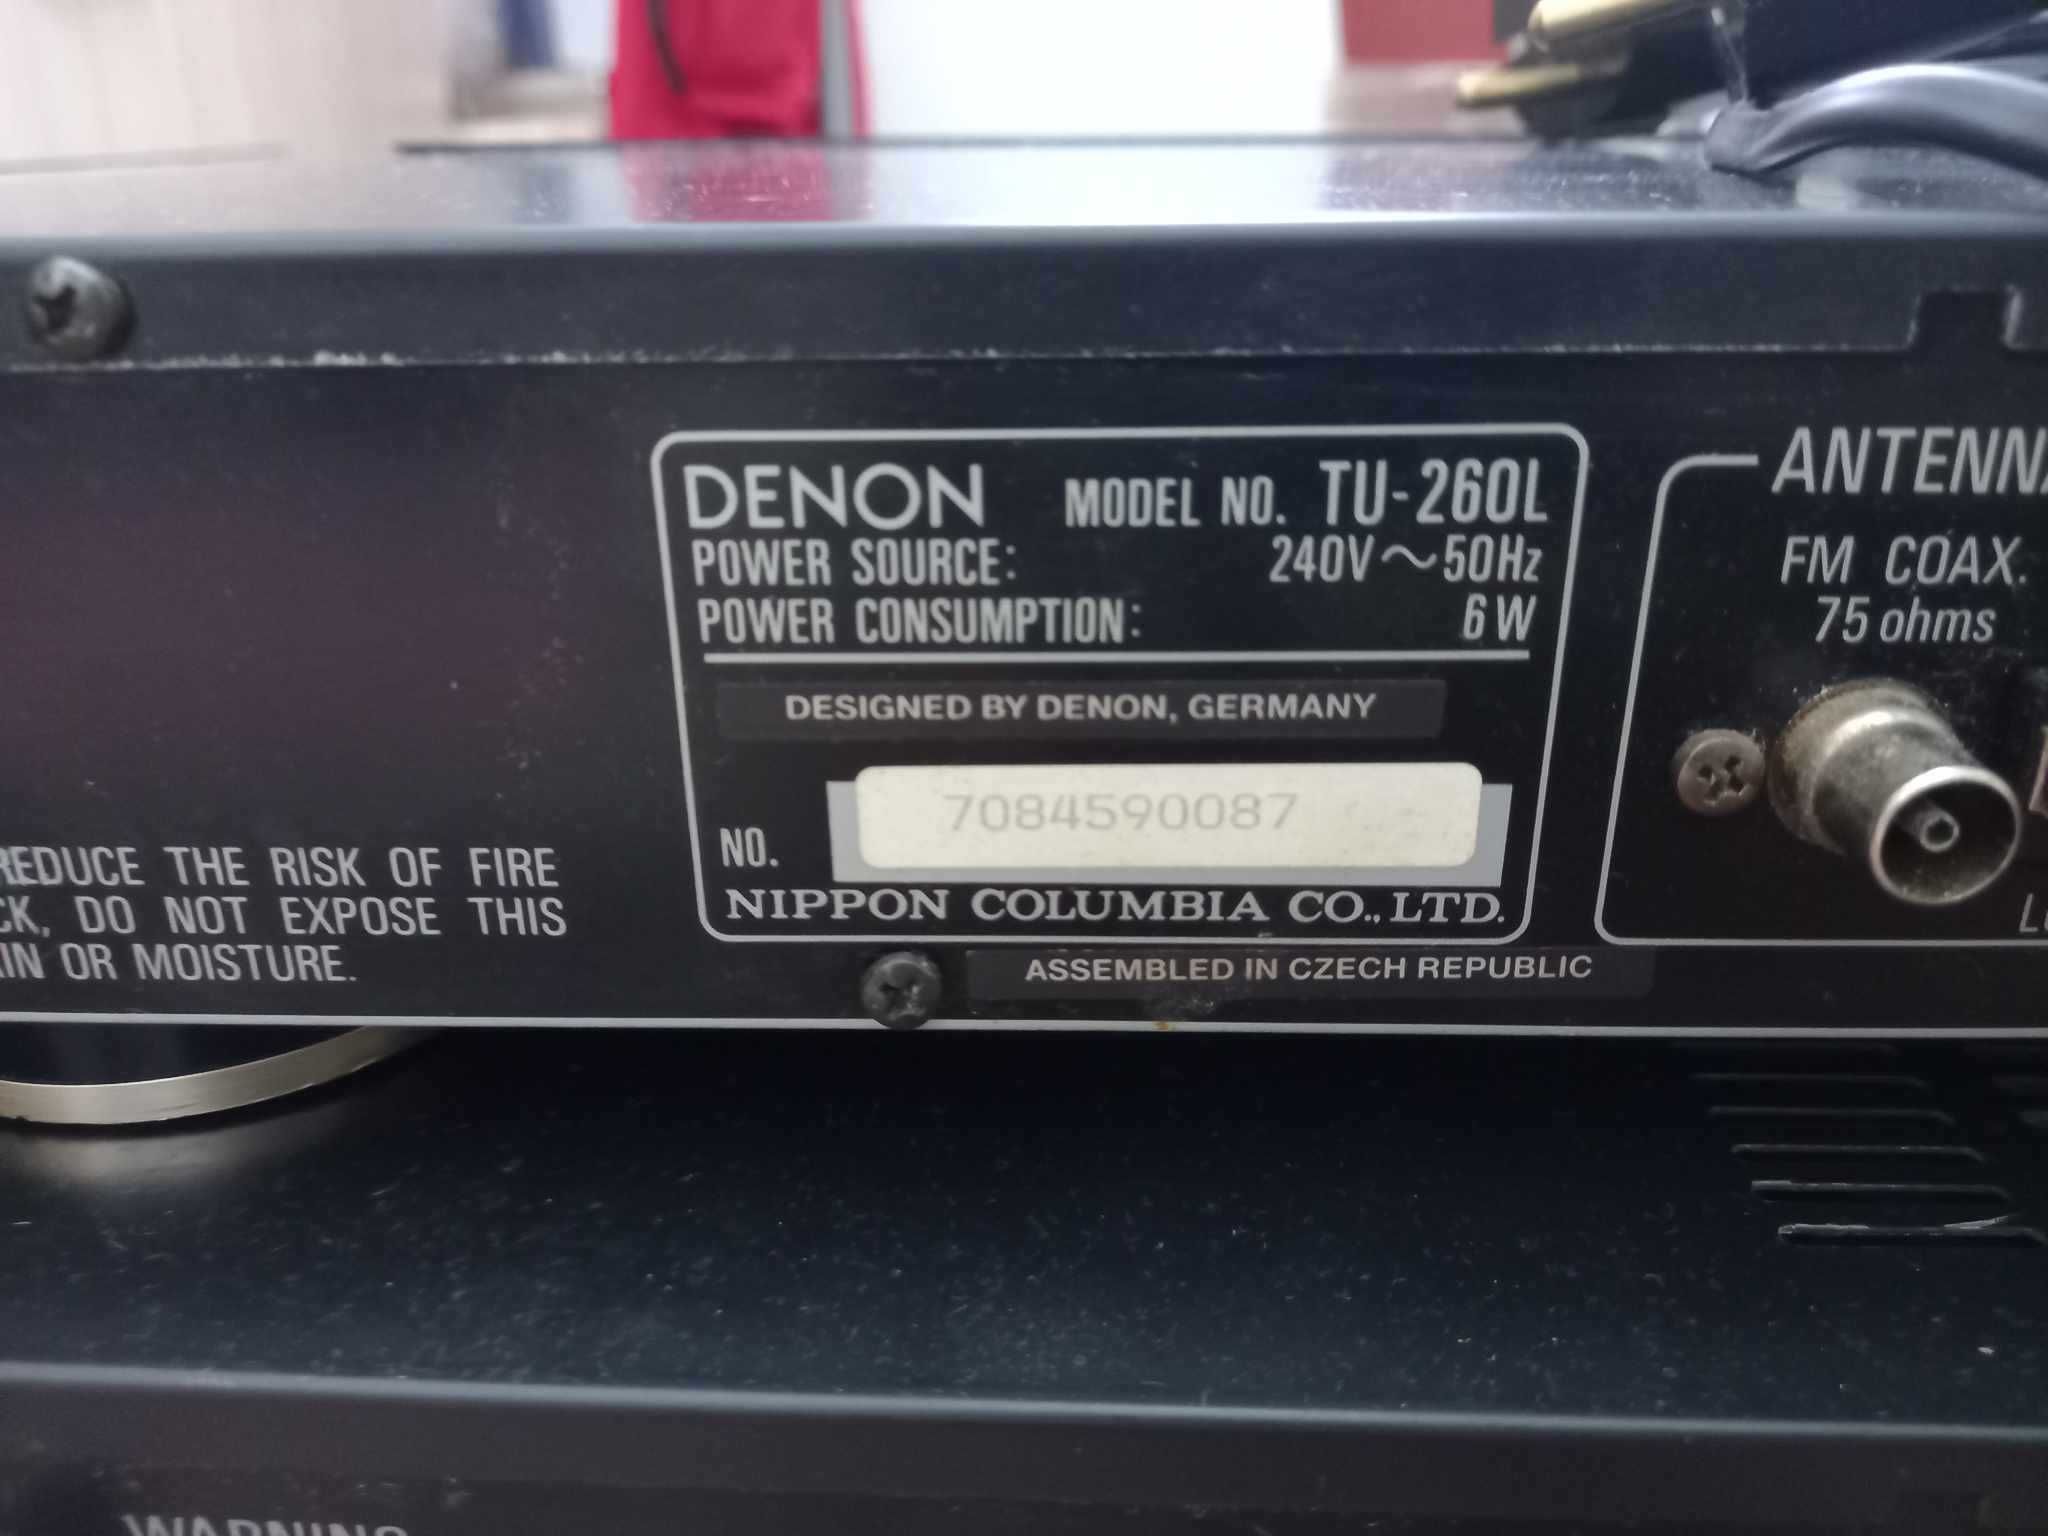 DENON MODEL NO. TU-260L
POWER SOURCE: 240V～50Hz
POWER CONSUMPTION: 6W
DESIGNED BY DENON, GERMANY
NO. 7084590087
NIPPON COLUMBIA CO., LTD.
ASSEMBLED IN CZECH REPUBLIC
REDUCE THE RISK OF FIRE
CK, DO NOT EXPOSE THIS
IN OR MOISTURE.
ANTENNA
FM COAX.
75 ohms
WARNING